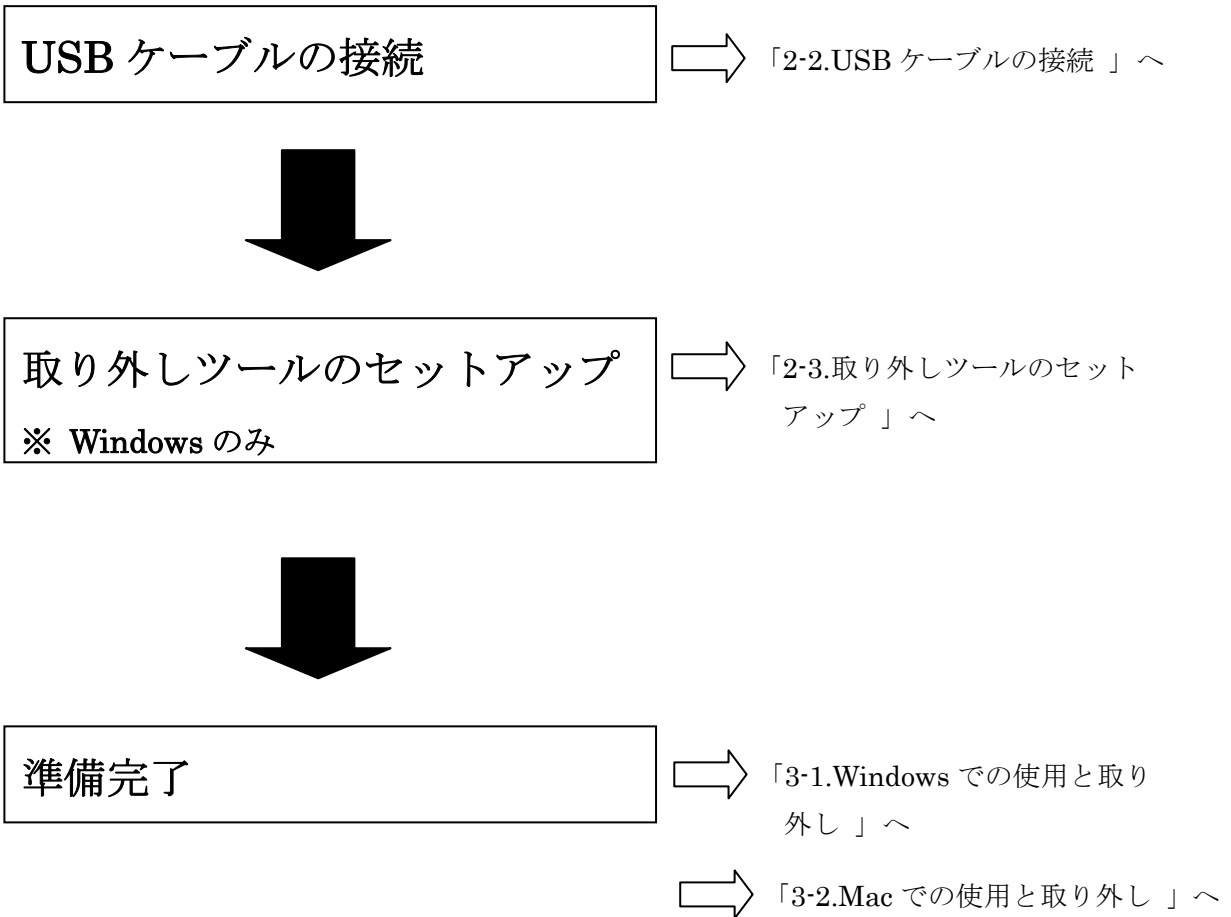 USB ケーブルの接続
「2-2.USB ケーブルの接続 」へ
取り外しツールのセットアップ
※ Windows のみ
「2-3.取り外しツールのセット
アップ 」へ
準備完了
「3-1.Windows での使用と取り
外し 」へ
「3-2.Mac での使用と取り外し 」へ